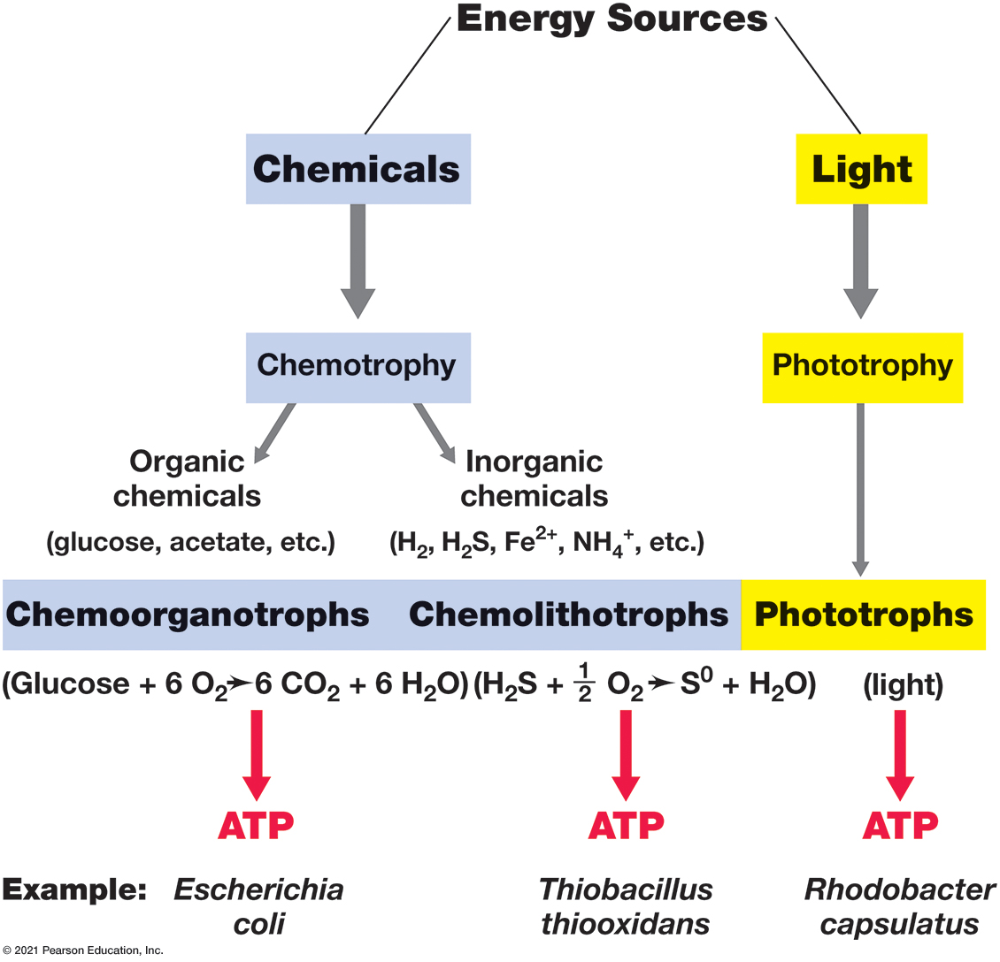 Energy Sources
Chemicals
Light
Chemotrophy
Phototrophy
Organic
chemicals
(glucose, acetate, etc.)
Inorganic
chemicals
(H₂, H₂S, Fe²⁺, NH₄⁺, etc.)
Chemoorganotrophs
Chemolithotrophs
Phototrophs
(Glucose + 6 O₂➛6 CO₂ + 6 H₂O)
(H₂S + 1/2 O₂➛ S⁰ + H₂O)
(light)
ATP
ATP
ATP
Example:
Escherichia
coli
Thiobacillus
thiooxidans
Rhodobacter
capsulatus
© 2021 Pearson Education, Inc.